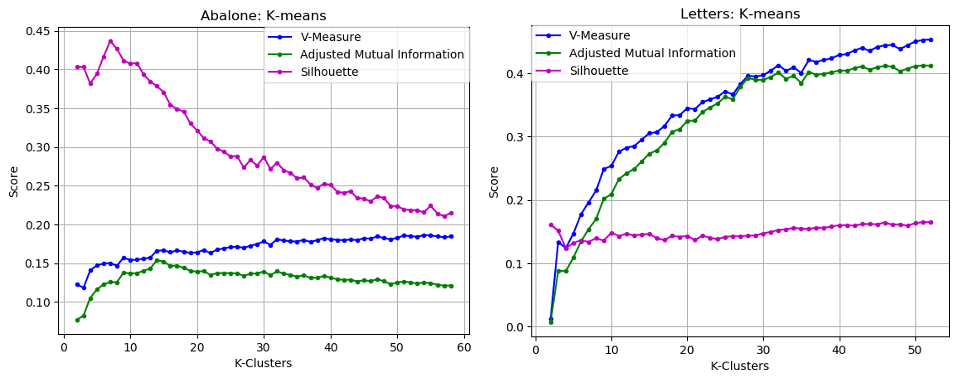 Abalone: K-means
V-Measure
Adjusted Mutual Information
Silhouette
Score
0.45
0.40
0.35
0.30
0.25
0.20
0.15
0.10
0 10 20 30 40 50 60
K-Clusters
Letters: K-means
V-Measure
Adjusted Mutual Information
Silhouette
Score
0.4
0.3
0.2
0.1
0.0
0 10 20 30 40 50
K-Clusters